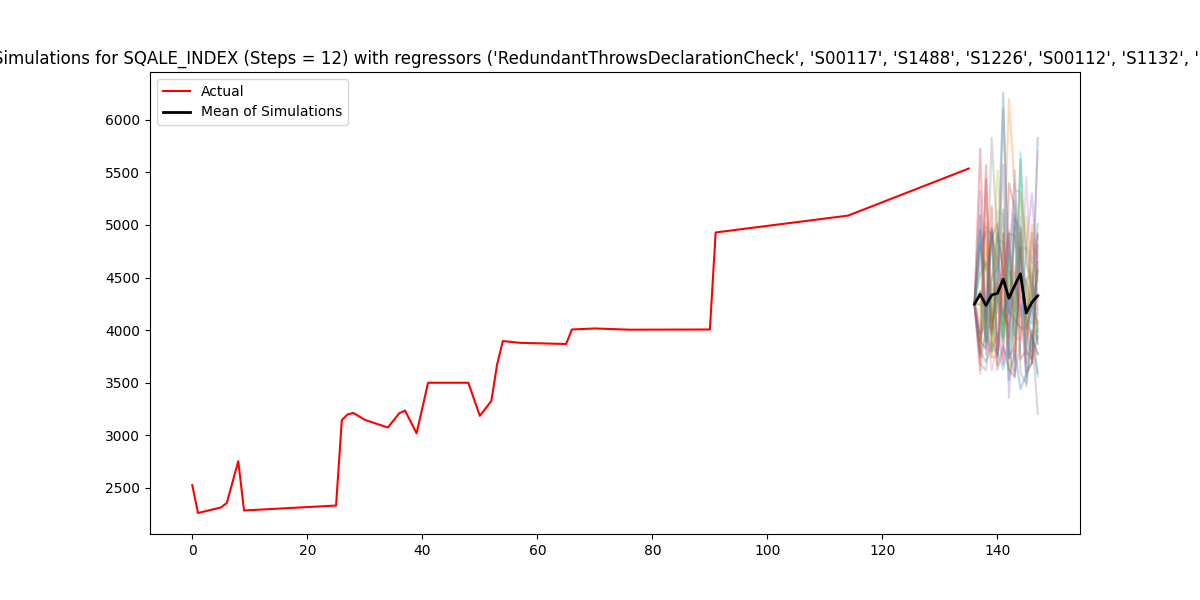 Simulations for SQALE_INDEX (Steps = 12) with regressors ('RedundantThrowsDeclarationCheck', 'S00117', 'S1488', 'S1226', 'S00112', 'S1132', '
Actual
Mean of Simulations
6000
5500
5000
4500
4000
3500
3000
2500
0 20 40 60 80 100 120 140